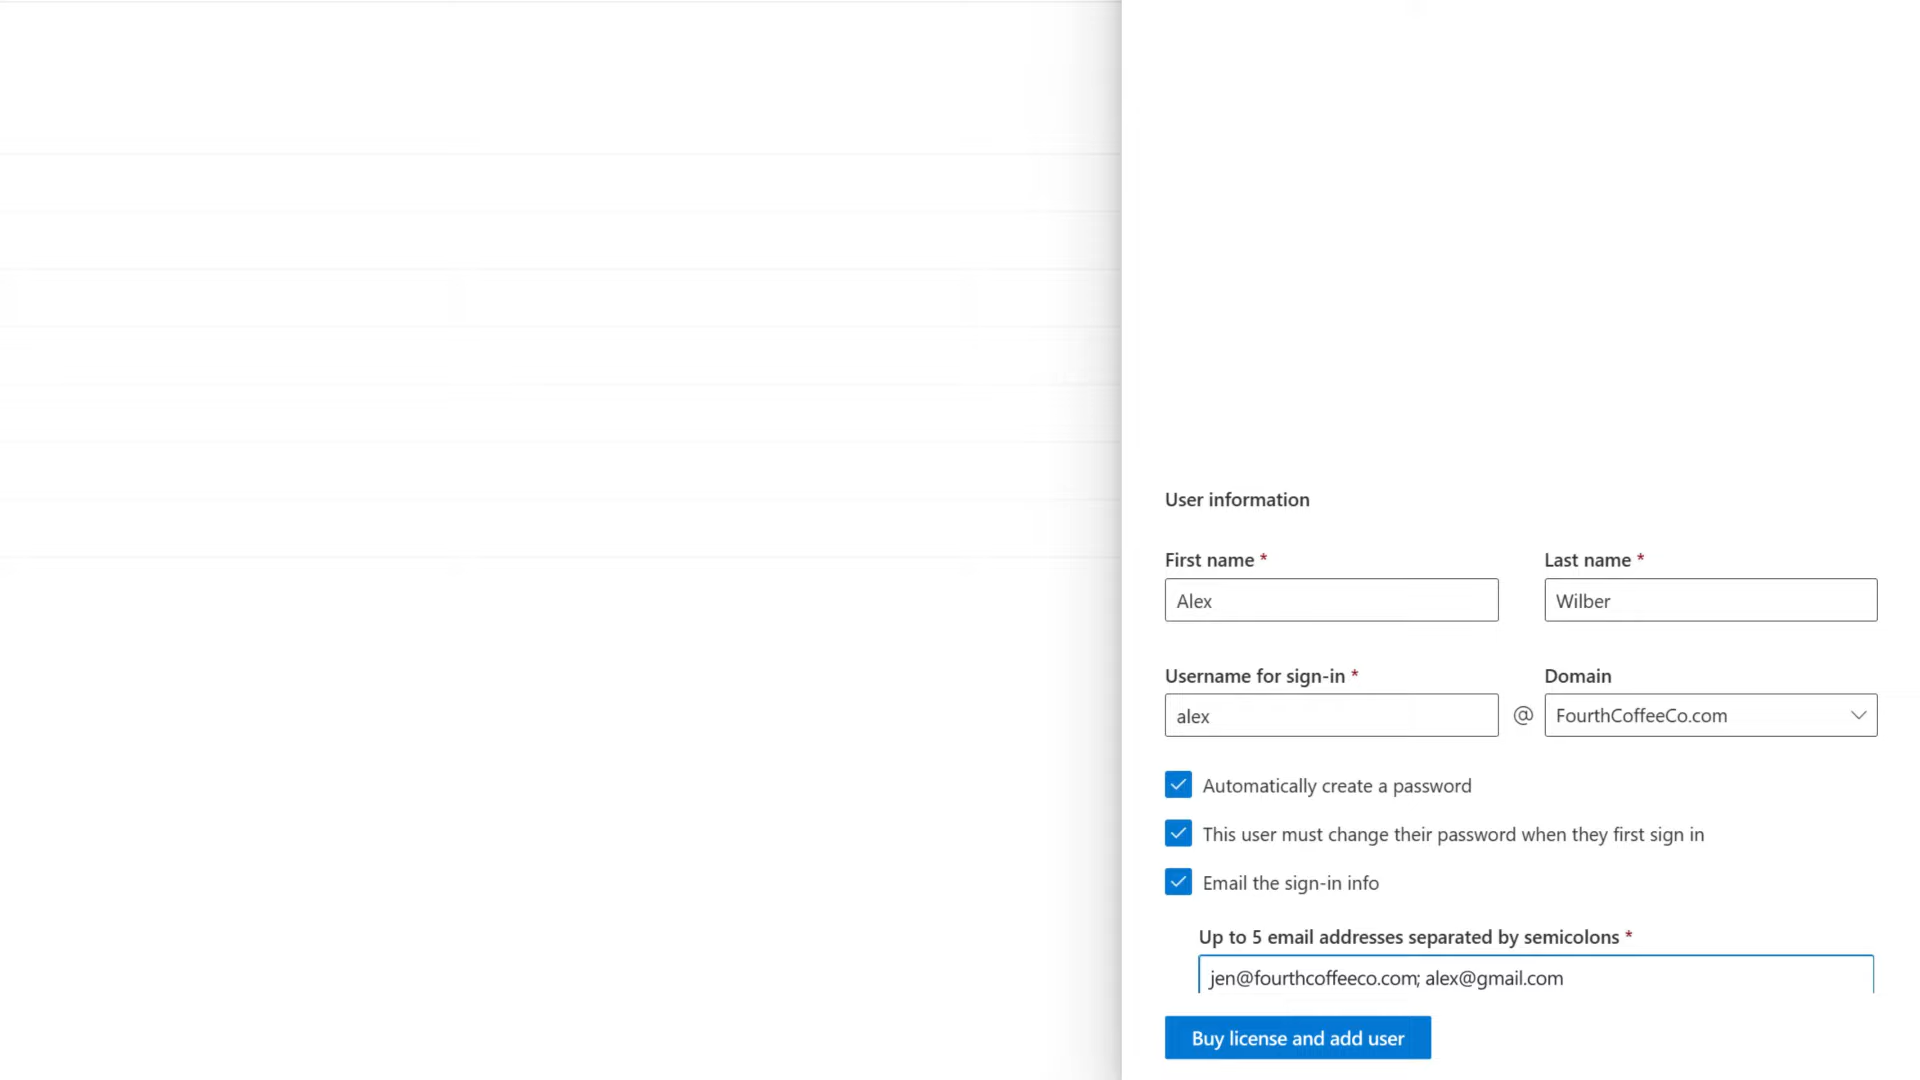 User information
First name *
Last name *
Alex
Wilber
Username for sign-in *
Domain
alex
@
FourthCoffeeCo.com
Automatically create a password
This user must change their password when they first sign in
Email the sign-in info
Up to 5 email addresses separated by semicolons *
jen@fourthcoffeeco.com; alex@gmail.com
Buy license and add user